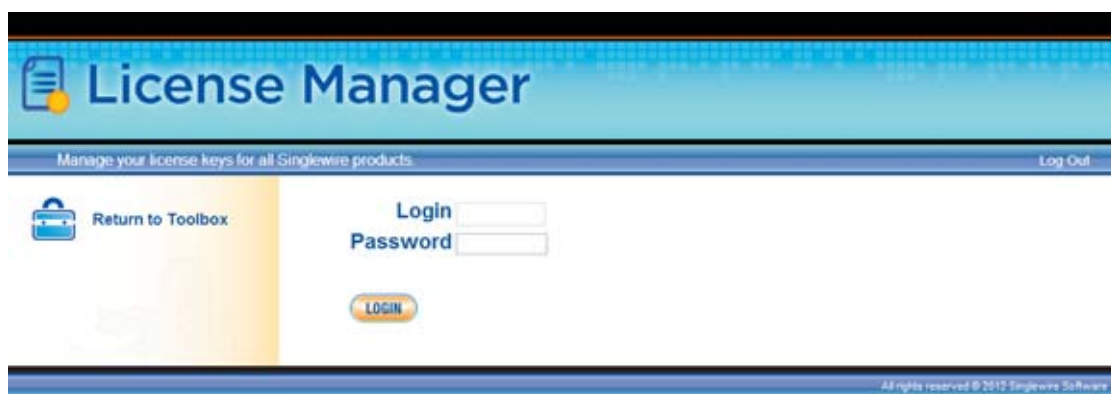 License Manager
Manage your license keys for all Singlewire products.
Log Out
Return to Toolbox
Login
Password
LOGIN
All rights reserved © 2012 Singlewire Software